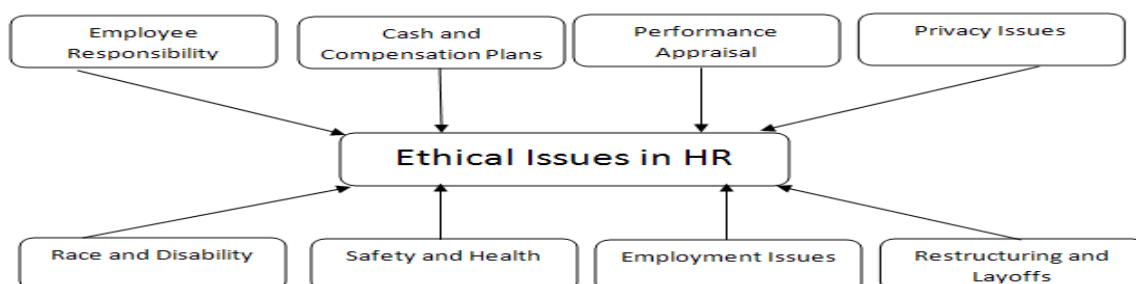 Employee
Responsibility
Cash and
Compensation Plans
Performance
Appraisal
Privacy Issues
Ethical Issues in HR
Race and Disability
Safety and Health
Employment Issues
Restructuring and
Layoffs